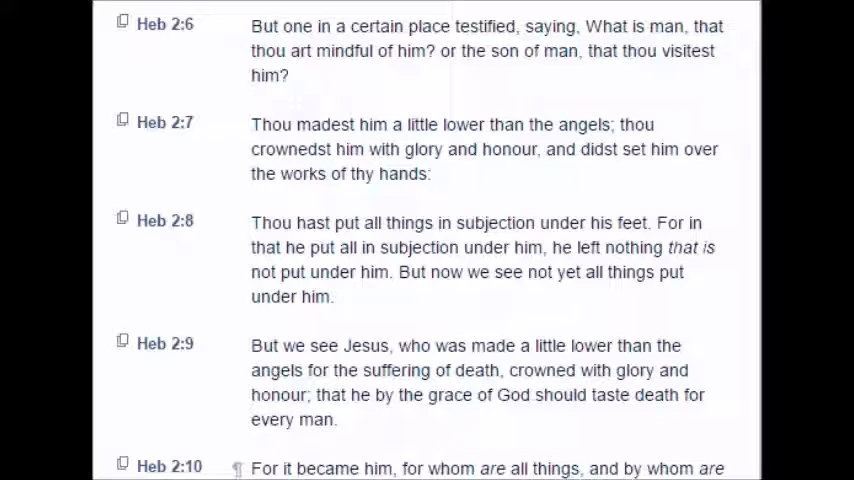 Heb 2:6 But one in a certain place testified, saying, What is man, that
thou art mindful of him? or the son of man, that thou visitest
him?
Heb 2:7 Thou madest him a little lower than the angels; thou
crownedst him with glory and honour, and didst set him over
the works of thy hands:
Heb 2:8 Thou hast put all things in subjection under his feet. For in
that he put all in subjection under him, he left nothing that is
not put under him. But now we see not yet all things put
under him.
Heb 2:9 But we see Jesus, who was made a little lower than the
angels for the suffering of death, crowned with glory and
honour; that he by the grace of God should taste death for
every man.
Heb 2:10 ¶ For it became him, for whom are all things, and by whom are